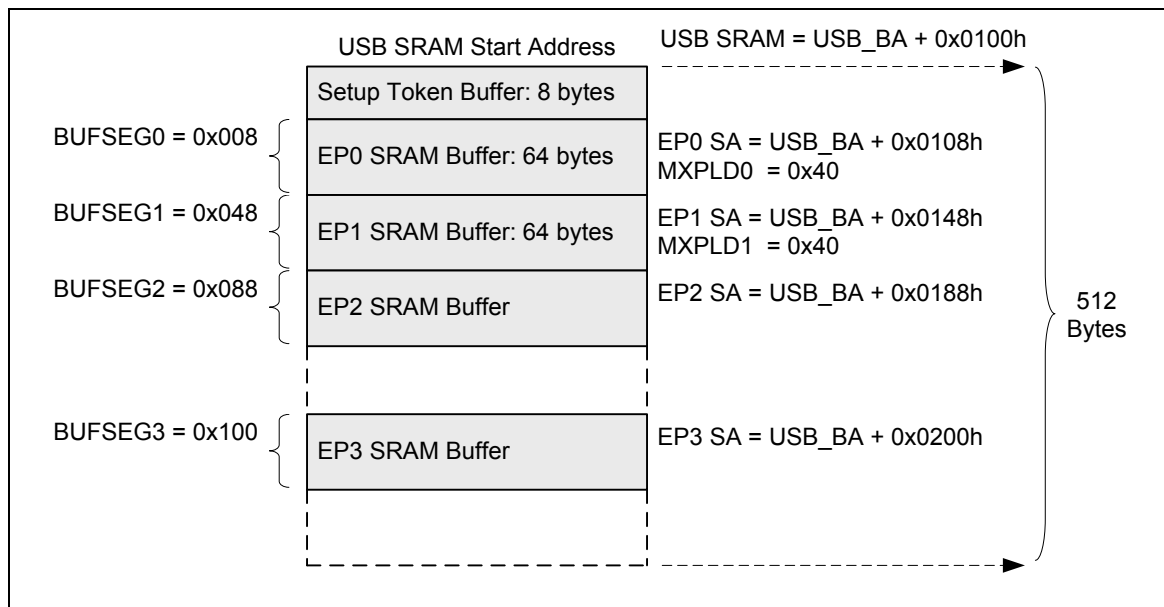 USB SRAM Start Address
USB SRAM = USB_BA + 0x0100h
Setup Token Buffer: 8 bytes
BUFSEG0 = 0x008
EP0 SRAM Buffer: 64 bytes
EP0 SA = USB_BA + 0x0108h
MXPLD0  = 0x40
BUFSEG1 = 0x048
EP1 SRAM Buffer: 64 bytes
EP1 SA = USB_BA + 0x0148h
MXPLD1  = 0x40
BUFSEG2 = 0x088
EP2 SRAM Buffer
EP2 SA = USB_BA + 0x0188h
512
Bytes
BUFSEG3 = 0x100
EP3 SRAM Buffer
EP3 SA = USB_BA + 0x0200h